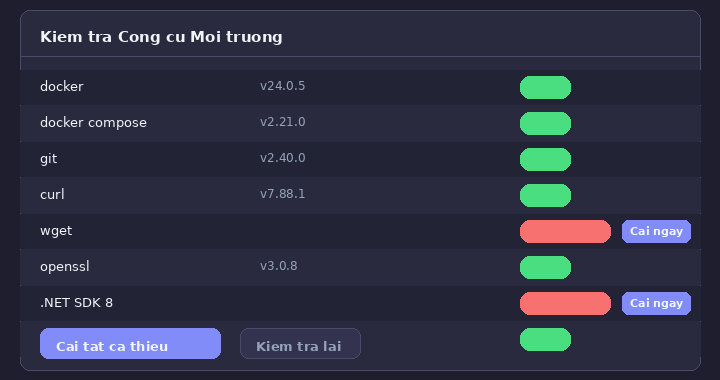 Kiem tra Cong cu Moi truong
docker v24.0.5
docker compose v2.21.0
git v2.40.0
curl v7.88.1
wget Cai ngay
openssl v3.0.8
.NET SDK 8 Cai ngay
Cai tat ca thieu Kiem tra lai